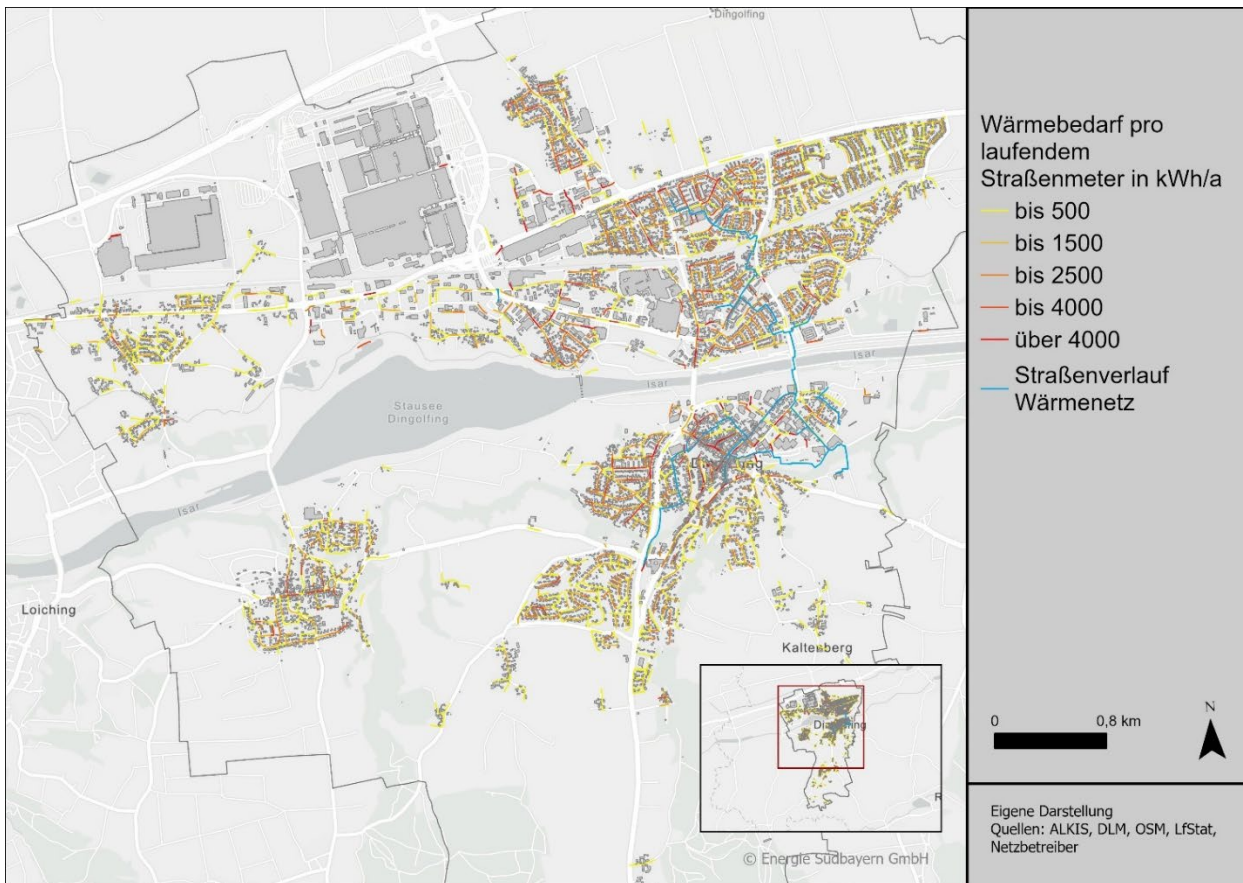 Dingolfing
Isar
Stausee
Dingolfing
Isar
Loiching
Kaltenberg
© Energie Südbayern GmbH
Wärmebedarf pro
laufendem
Straßenmeter in kWh/a
bis 500
bis 1500
bis 2500
bis 4000
über 4000
Straßenverlauf
Wärmenetz
0 0,8 km
N
Eigene Darstellung
Quellen: ALKIS, DLM, OSM, LfStat,
Netzbetreiber